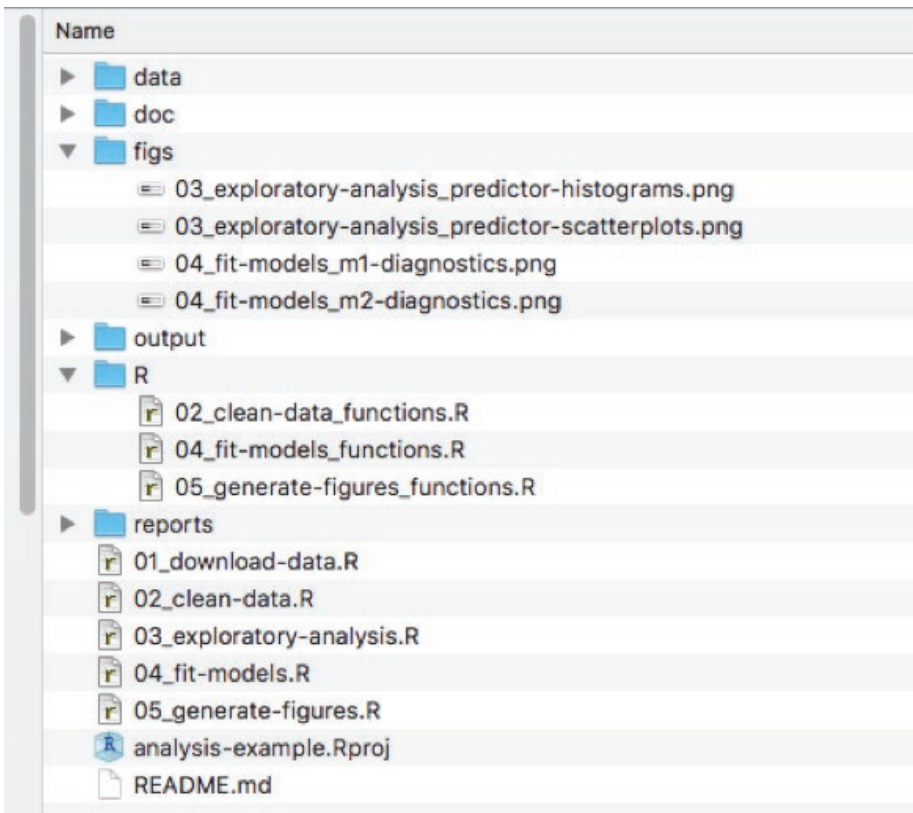 Name
data
doc
figs
03_exploratory-analysis_predictor-histograms.png
03_exploratory-analysis_predictor-scatterplots.png
04_fit-models_m1-diagnostics.png
04_fit-models_m2-diagnostics.png
output
R
02_clean-data_functions.R
04_fit-models_functions.R
05_generate-figures_functions.R
reports
01_download-data.R
02_clean-data.R
03_exploratory-analysis.R
04_fit-models.R
05_generate-figures.R
analysis-example.Rproj
README.md